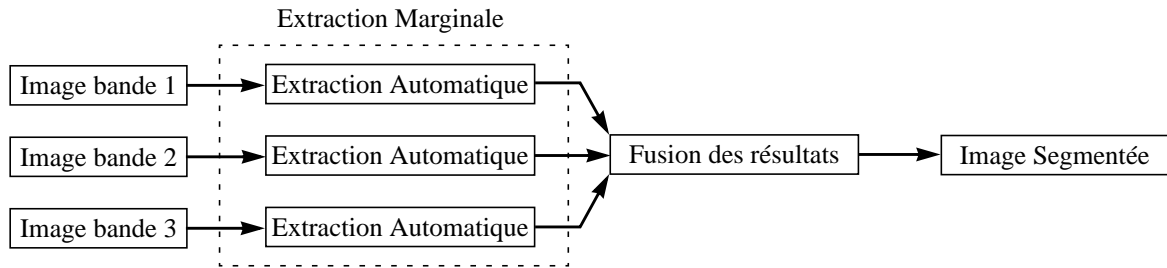 Extraction Marginale
Image bande 1
Extraction Automatique
Image bande 2
Extraction Automatique
Fusion des résultats
Image Segmentée
Image bande 3
Extraction Automatique